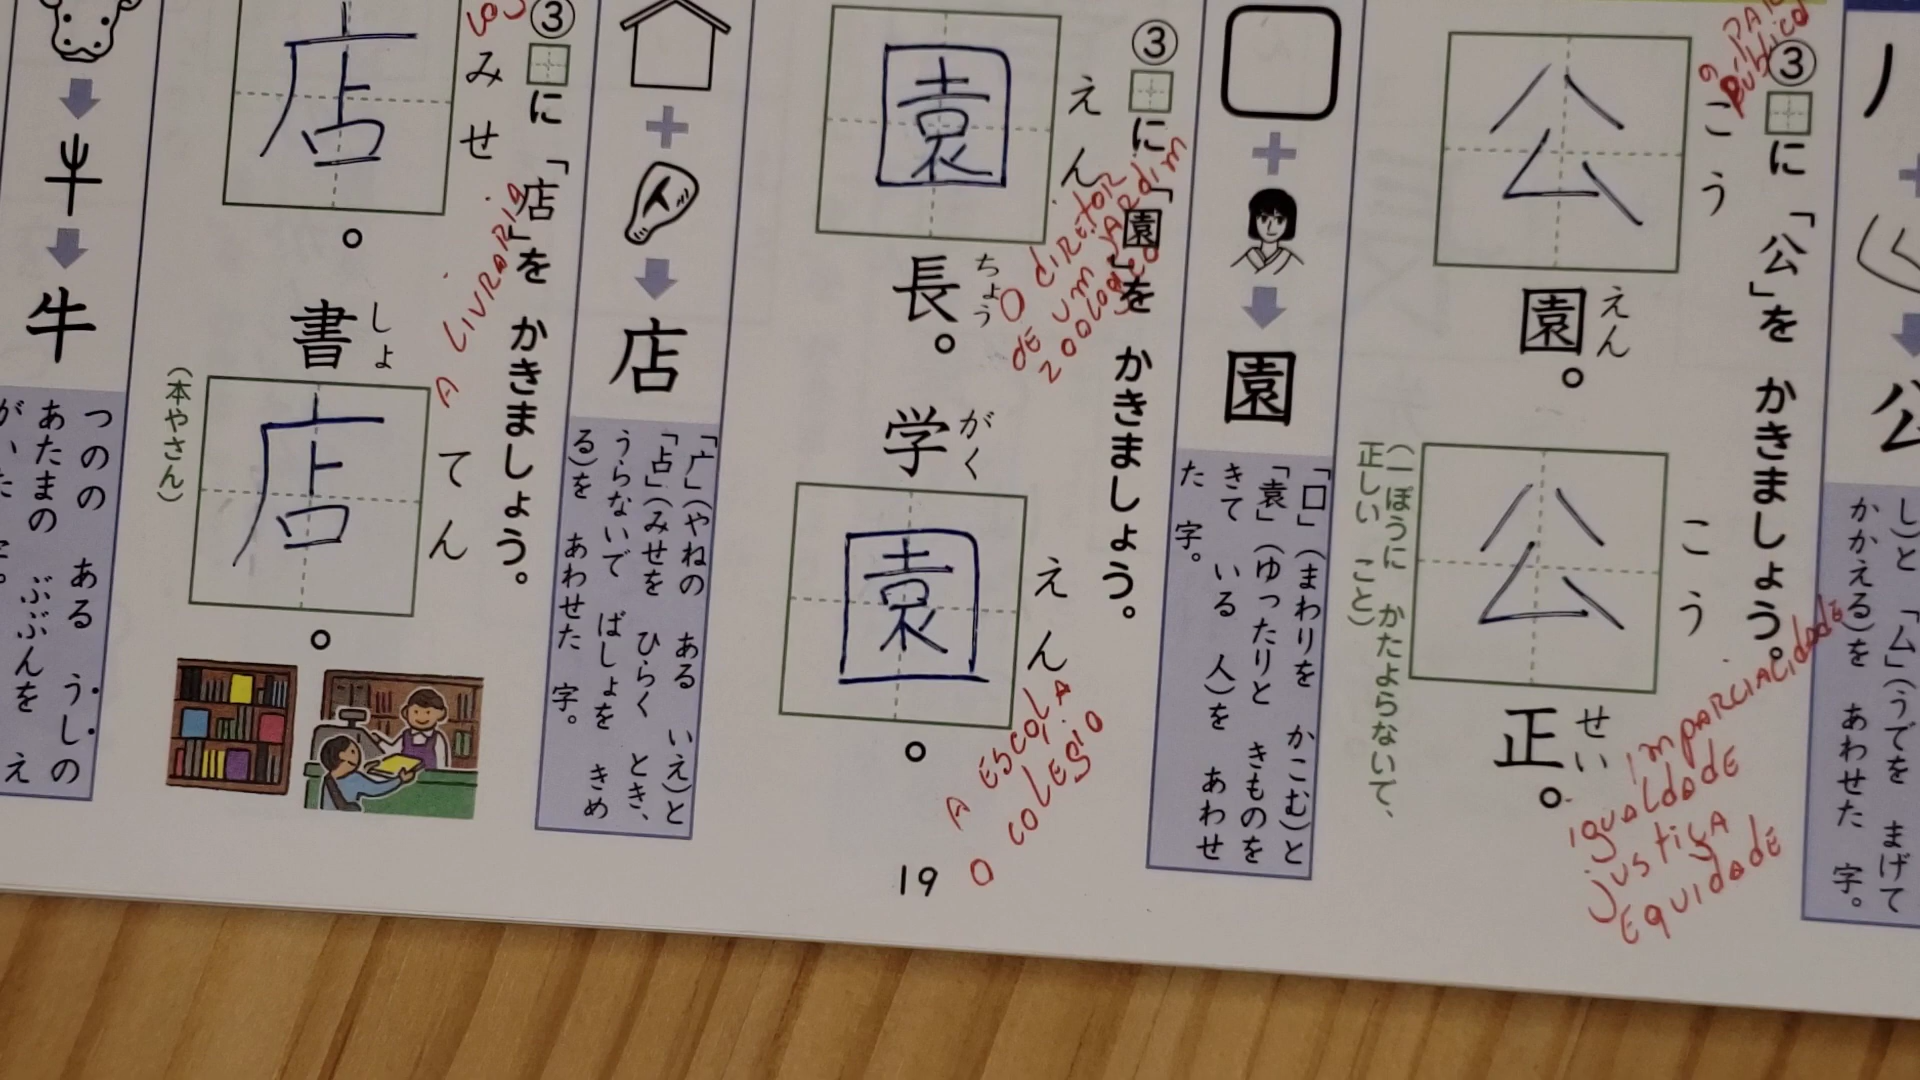 し)と 「ム」(うでを まげて
かかえる)を あわせた 字。
③□に 「公」を かきましょう。
こう
公園。
えん
こう
公正。
せい
(一ぽうに かたよらないで、
正しい こと)
imparciacidade
igualdade
justiça
Equidade
園
「囗」(まわりを かこむ)と
「袁」(ゆったりと きものを
きて いる 人)を あわせ
た 字。
③□に 「園」を かきましょう。
えん
園長。
ちょう
O diretor
de um jardim
zoologico
学園。
がく
えん
A Escola
O colegio
19
店
「广」(やねの ある いえ)と
「占」(みせを ひらく とき、
うらないで ばしょを きめ
る)を あわせた 字。
③□に 「店」を かきましょう。
みせ
店。
書店。
しょ
てん
(本やさん)
A livraria
牛
つのの ある うしの
あたまの ぶぶんを え